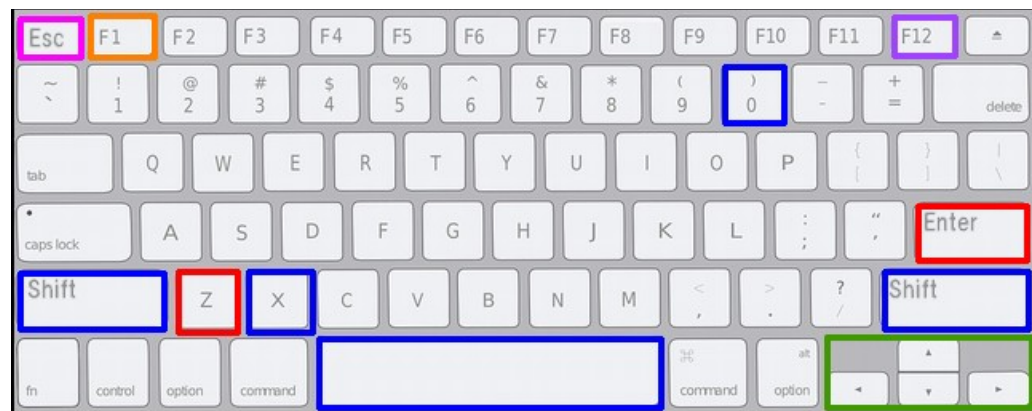 Esc F1 F2 F3 F4 F5 F6 F7 F8 F9 F10 F11 F12
~ ! @ # $ % ^ & * ( ) _ +
` 1 2 3 4 5 6 7 8 9 0 - = delete
tab Q W E R T Y U I O P { [ } ] | \
caps lock A S D F G H J K L : ; “ ‘ Enter
Shift Z X C V B N M < , > . ? / Shift
⌘ alt
fn control option command command option